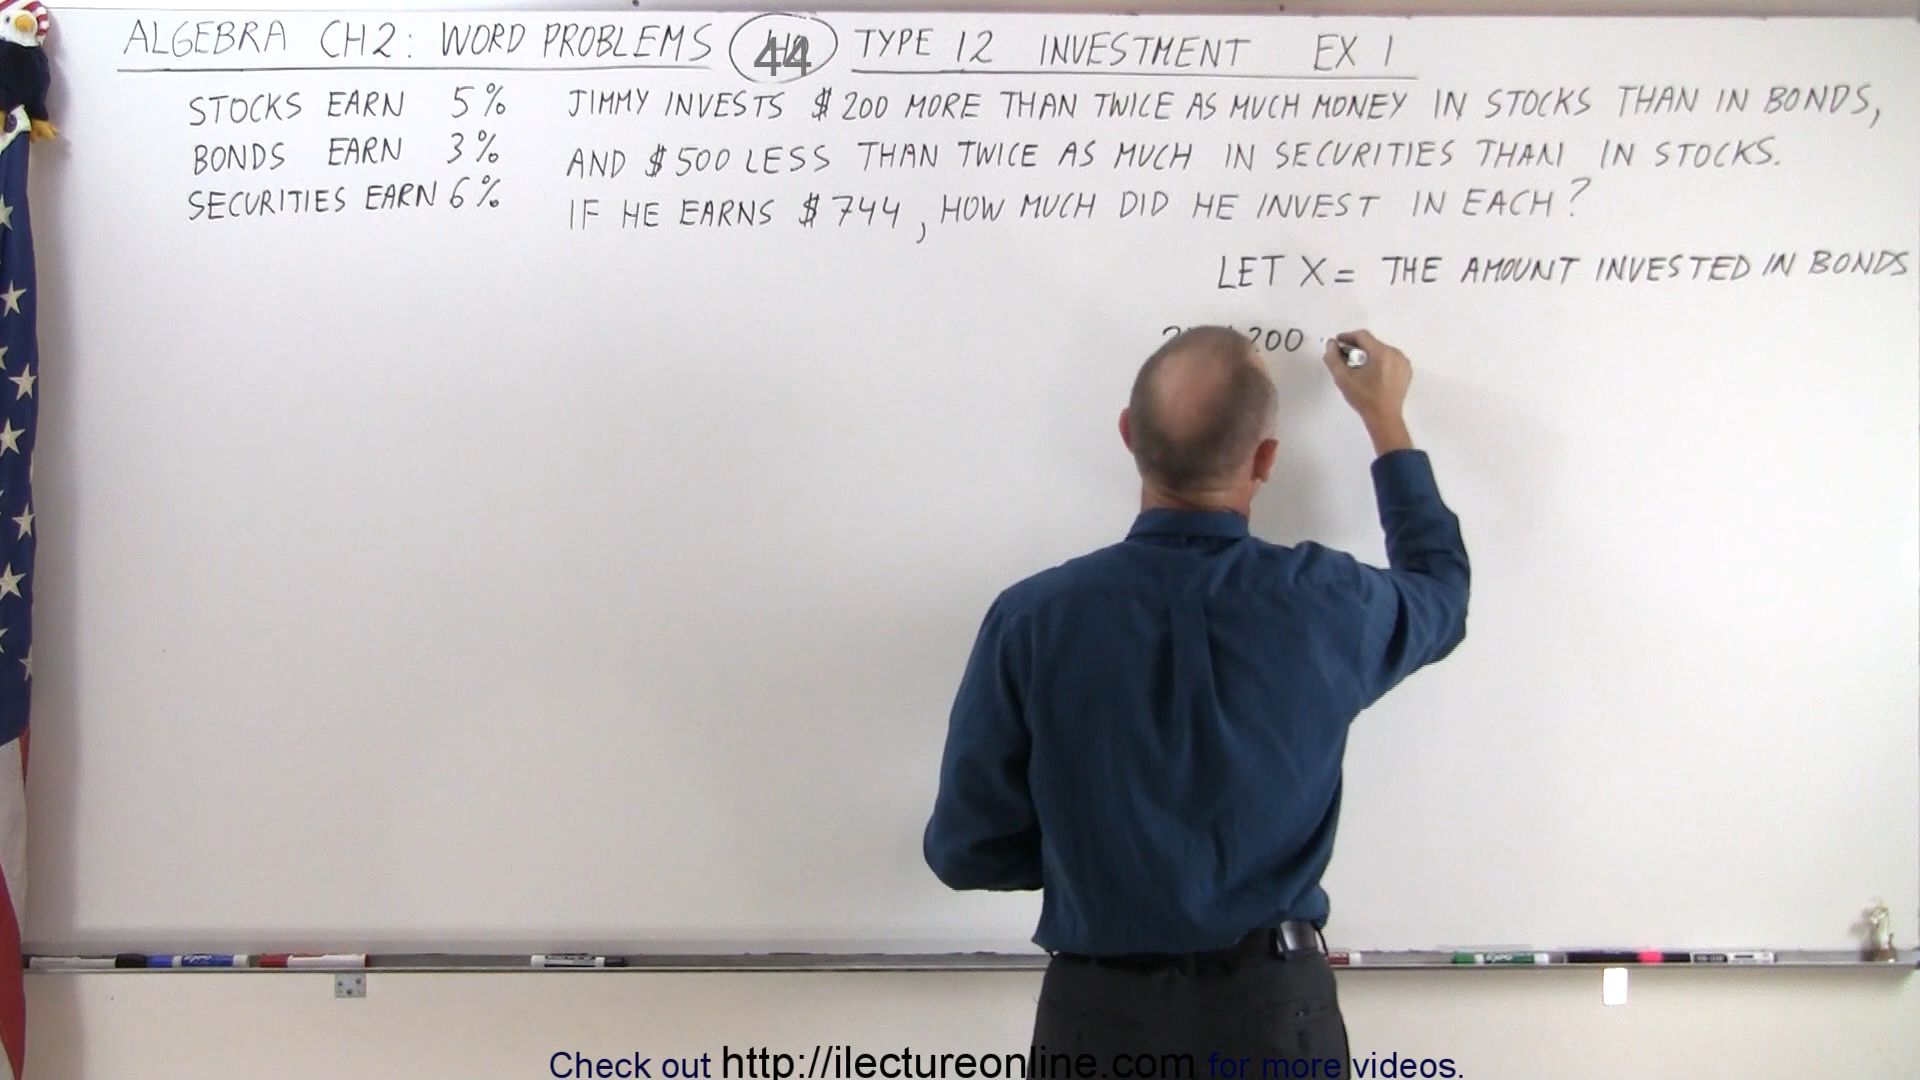 ALGEBRA CH2: WORD PROBLEMS 44 TYPE 12 INVESTMENT EX 1
STOCKS EARN 5%
BONDS EARN 3%
SECURITIES EARN 6%
JIMMY INVESTS $200 MORE THAN TWICE AS MUCH MONEY IN STOCKS THAN IN BONDS,
AND $500 LESS THAN TWICE AS MUCH IN SECURITIES THAN IN STOCKS.
IF HE EARNS $744, HOW MUCH DID HE INVEST IN EACH?
LET X = THE AMOUNT INVESTED IN BONDS
200
Check out http://ilectureonline.com for more videos.